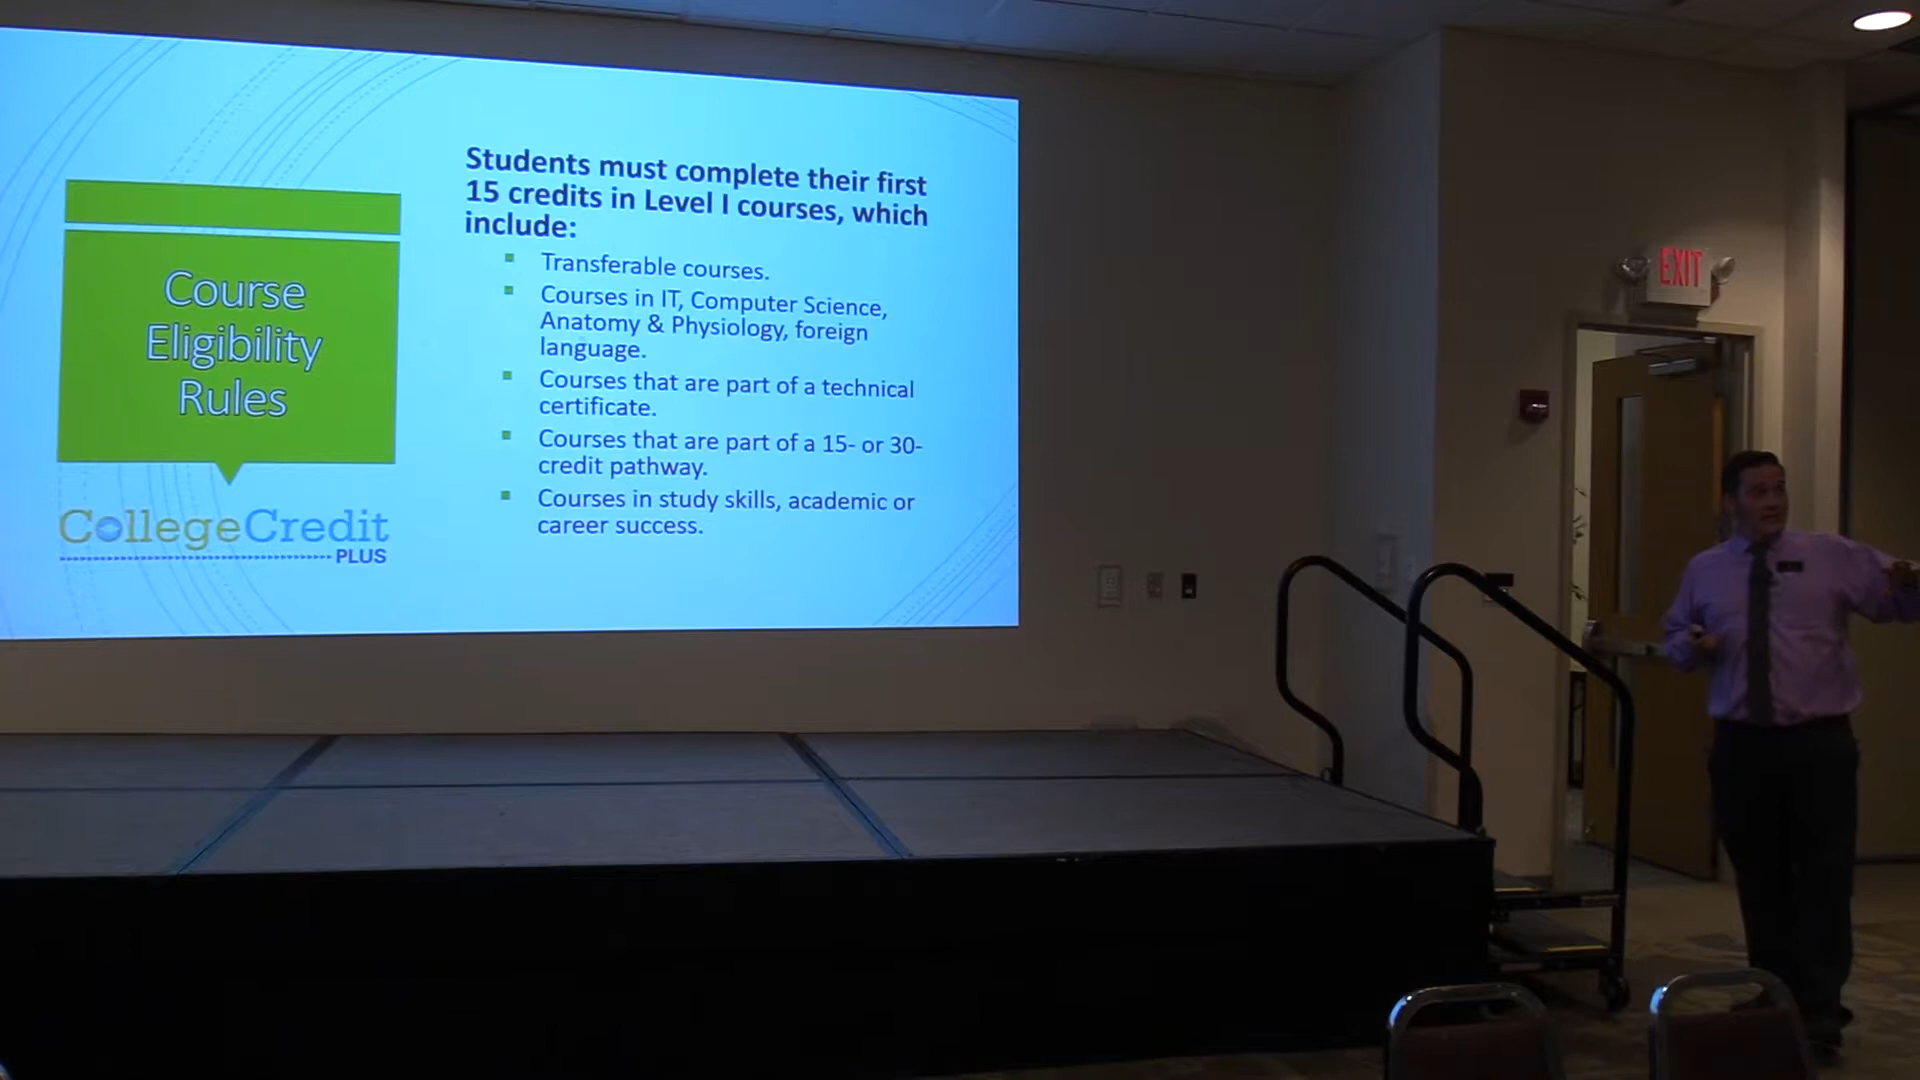 Course
Eligibility
Rules
CollegeCredit
PLUS
Students must complete their first
15 credits in Level I courses, which
include:
Transferable courses.
Courses in IT, Computer Science,
Anatomy & Physiology, foreign
language.
Courses that are part of a technical
certificate.
Courses that are part of a 15- or 30-
credit pathway.
Courses in study skills, academic or
career success.
EXIT